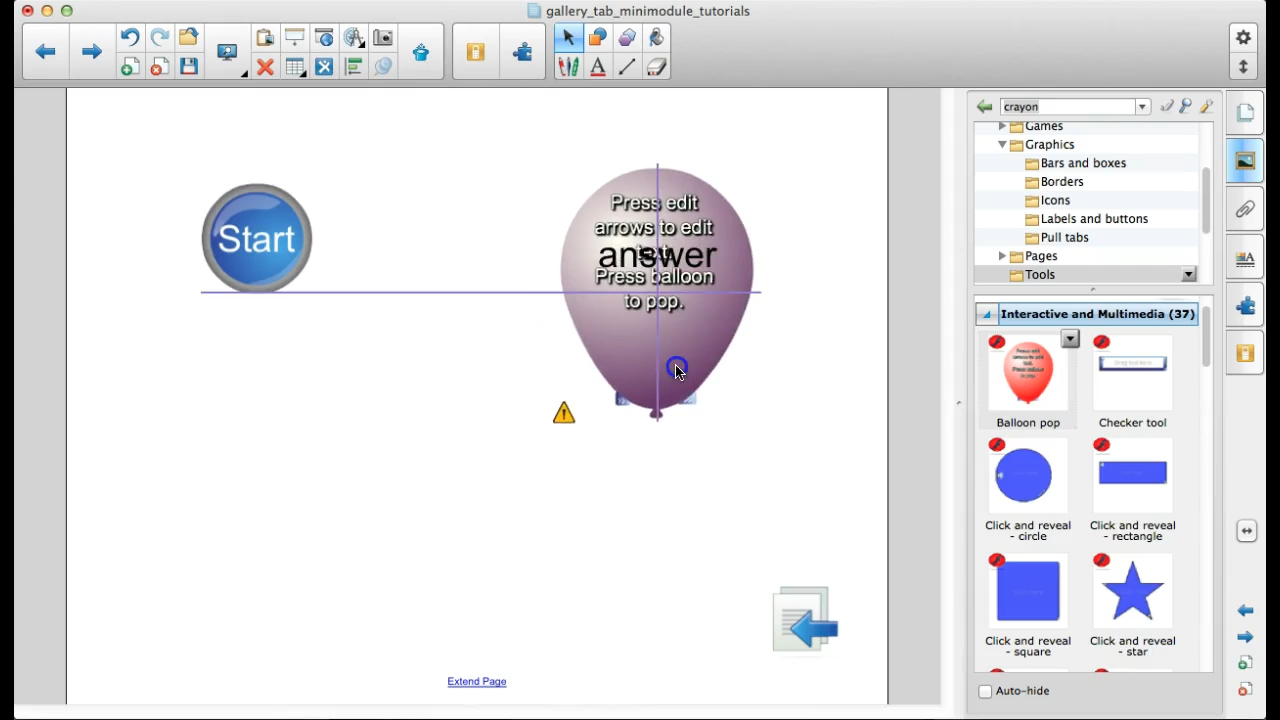 gallery_tab_minimodule_tutorials
crayon
Games
Graphics
Bars and boxes
Borders
Icons
Labels and buttons
Pull tabs
Pages
Tools
Start
Press edit
arrows to edit
text.
answer
Press balloon
to pop.
Interactive and Multimedia (37)
Balloon pop
Checker tool
Click and reveal
- circle
Click and reveal
- rectangle
Click and reveal
- square
Click and reveal
- star
Extend Page
Auto-hide